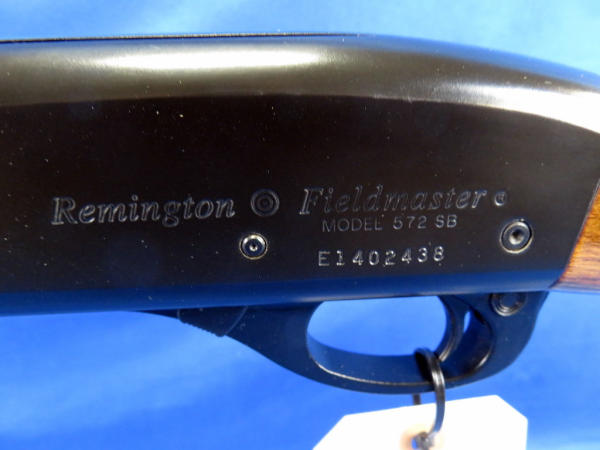 Remington Fieldmaster
MODEL 572 SB
E1402438